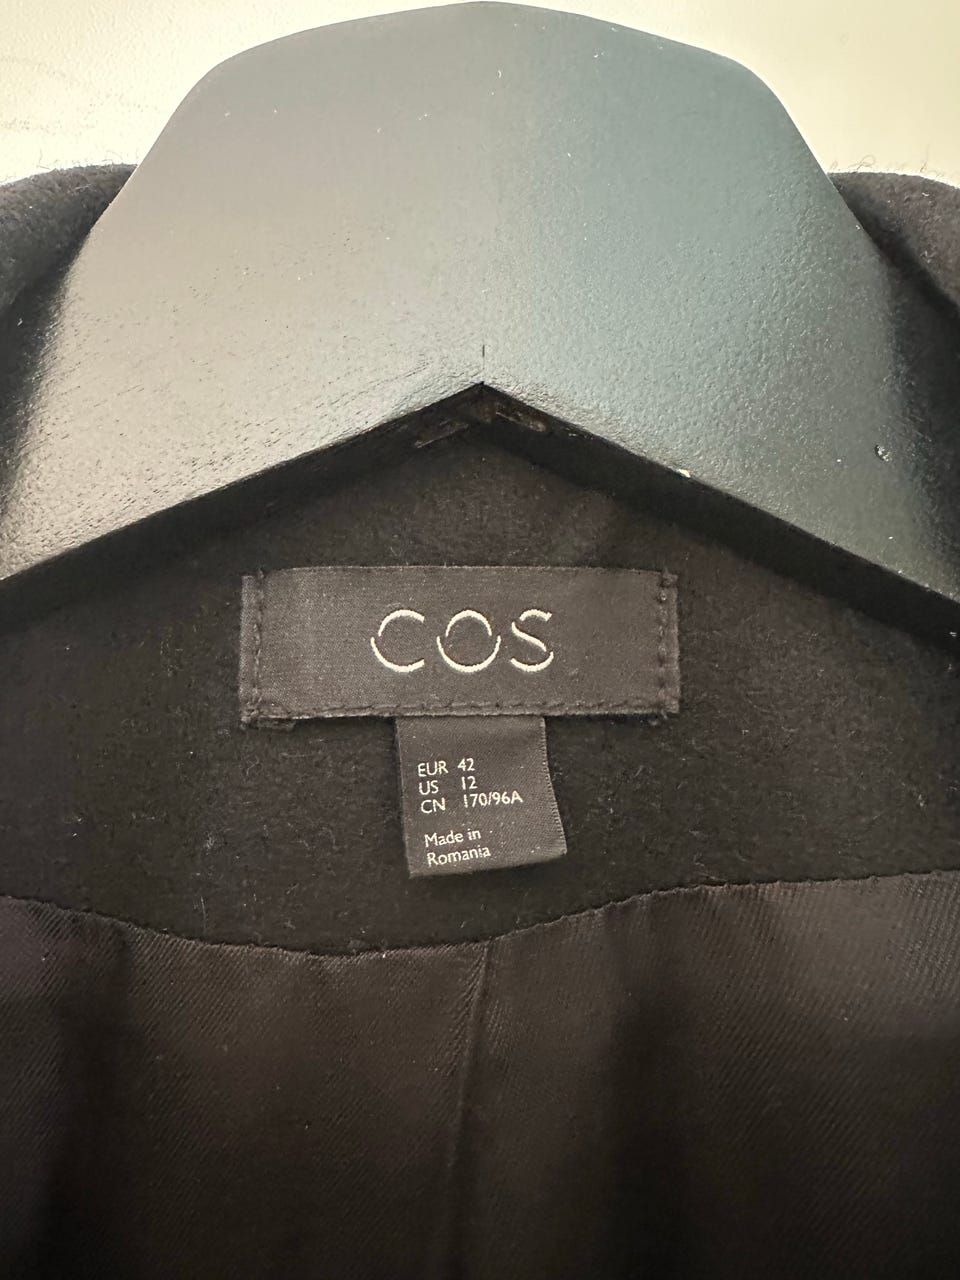 COS
EUR 42
US 12
CN 170/96A
Made in
Romania